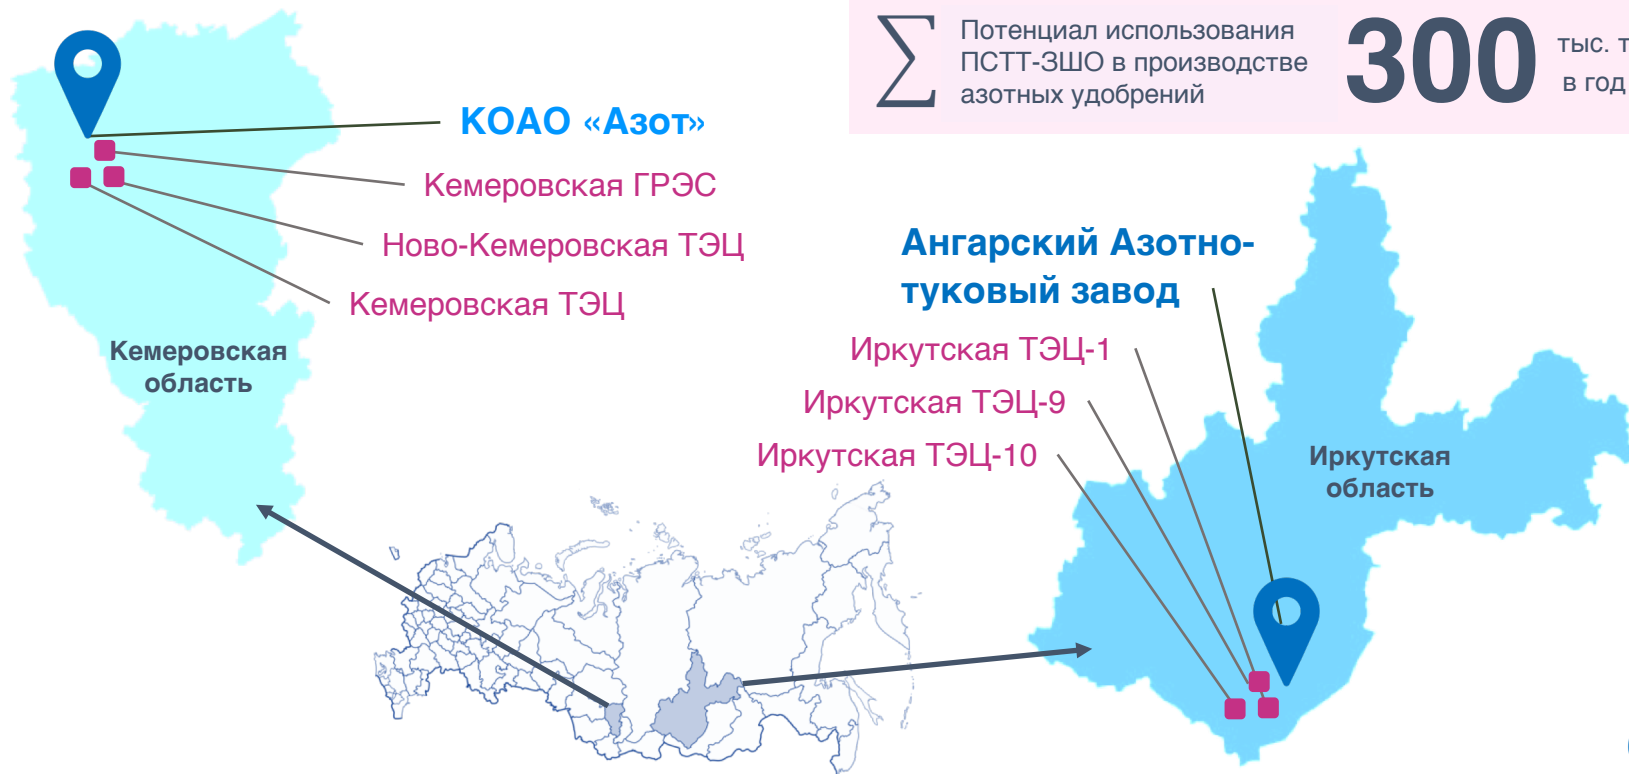 ∑
Потенциал использования
ПСТТ-ЗШО в производстве
азотных удобрений
300
тыс. т
в год
КОАО «Азот»
Кемеровская ГРЭС
Ново-Кемеровская ТЭЦ
Кемеровская ТЭЦ
Кемеровская
область
Ангарский Азотно-
туковый завод
Иркутская ТЭЦ-1
Иркутская ТЭЦ-9
Иркутская ТЭЦ-10
Иркутская
область